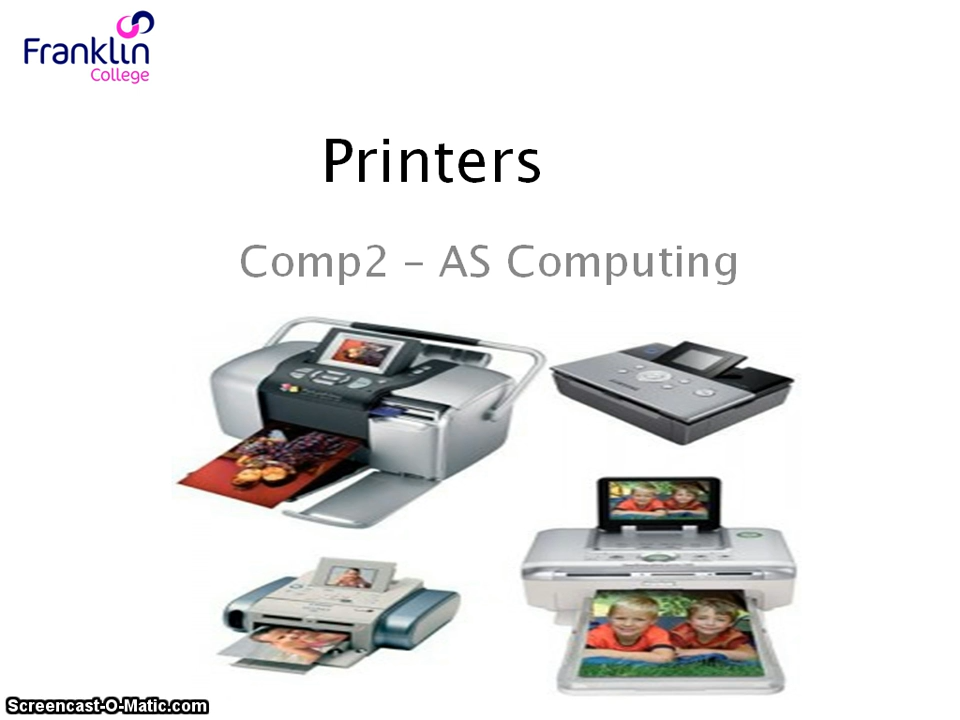 Franklin
College
Printers
Comp2 – AS Computing
Screencast-O-Matic.com